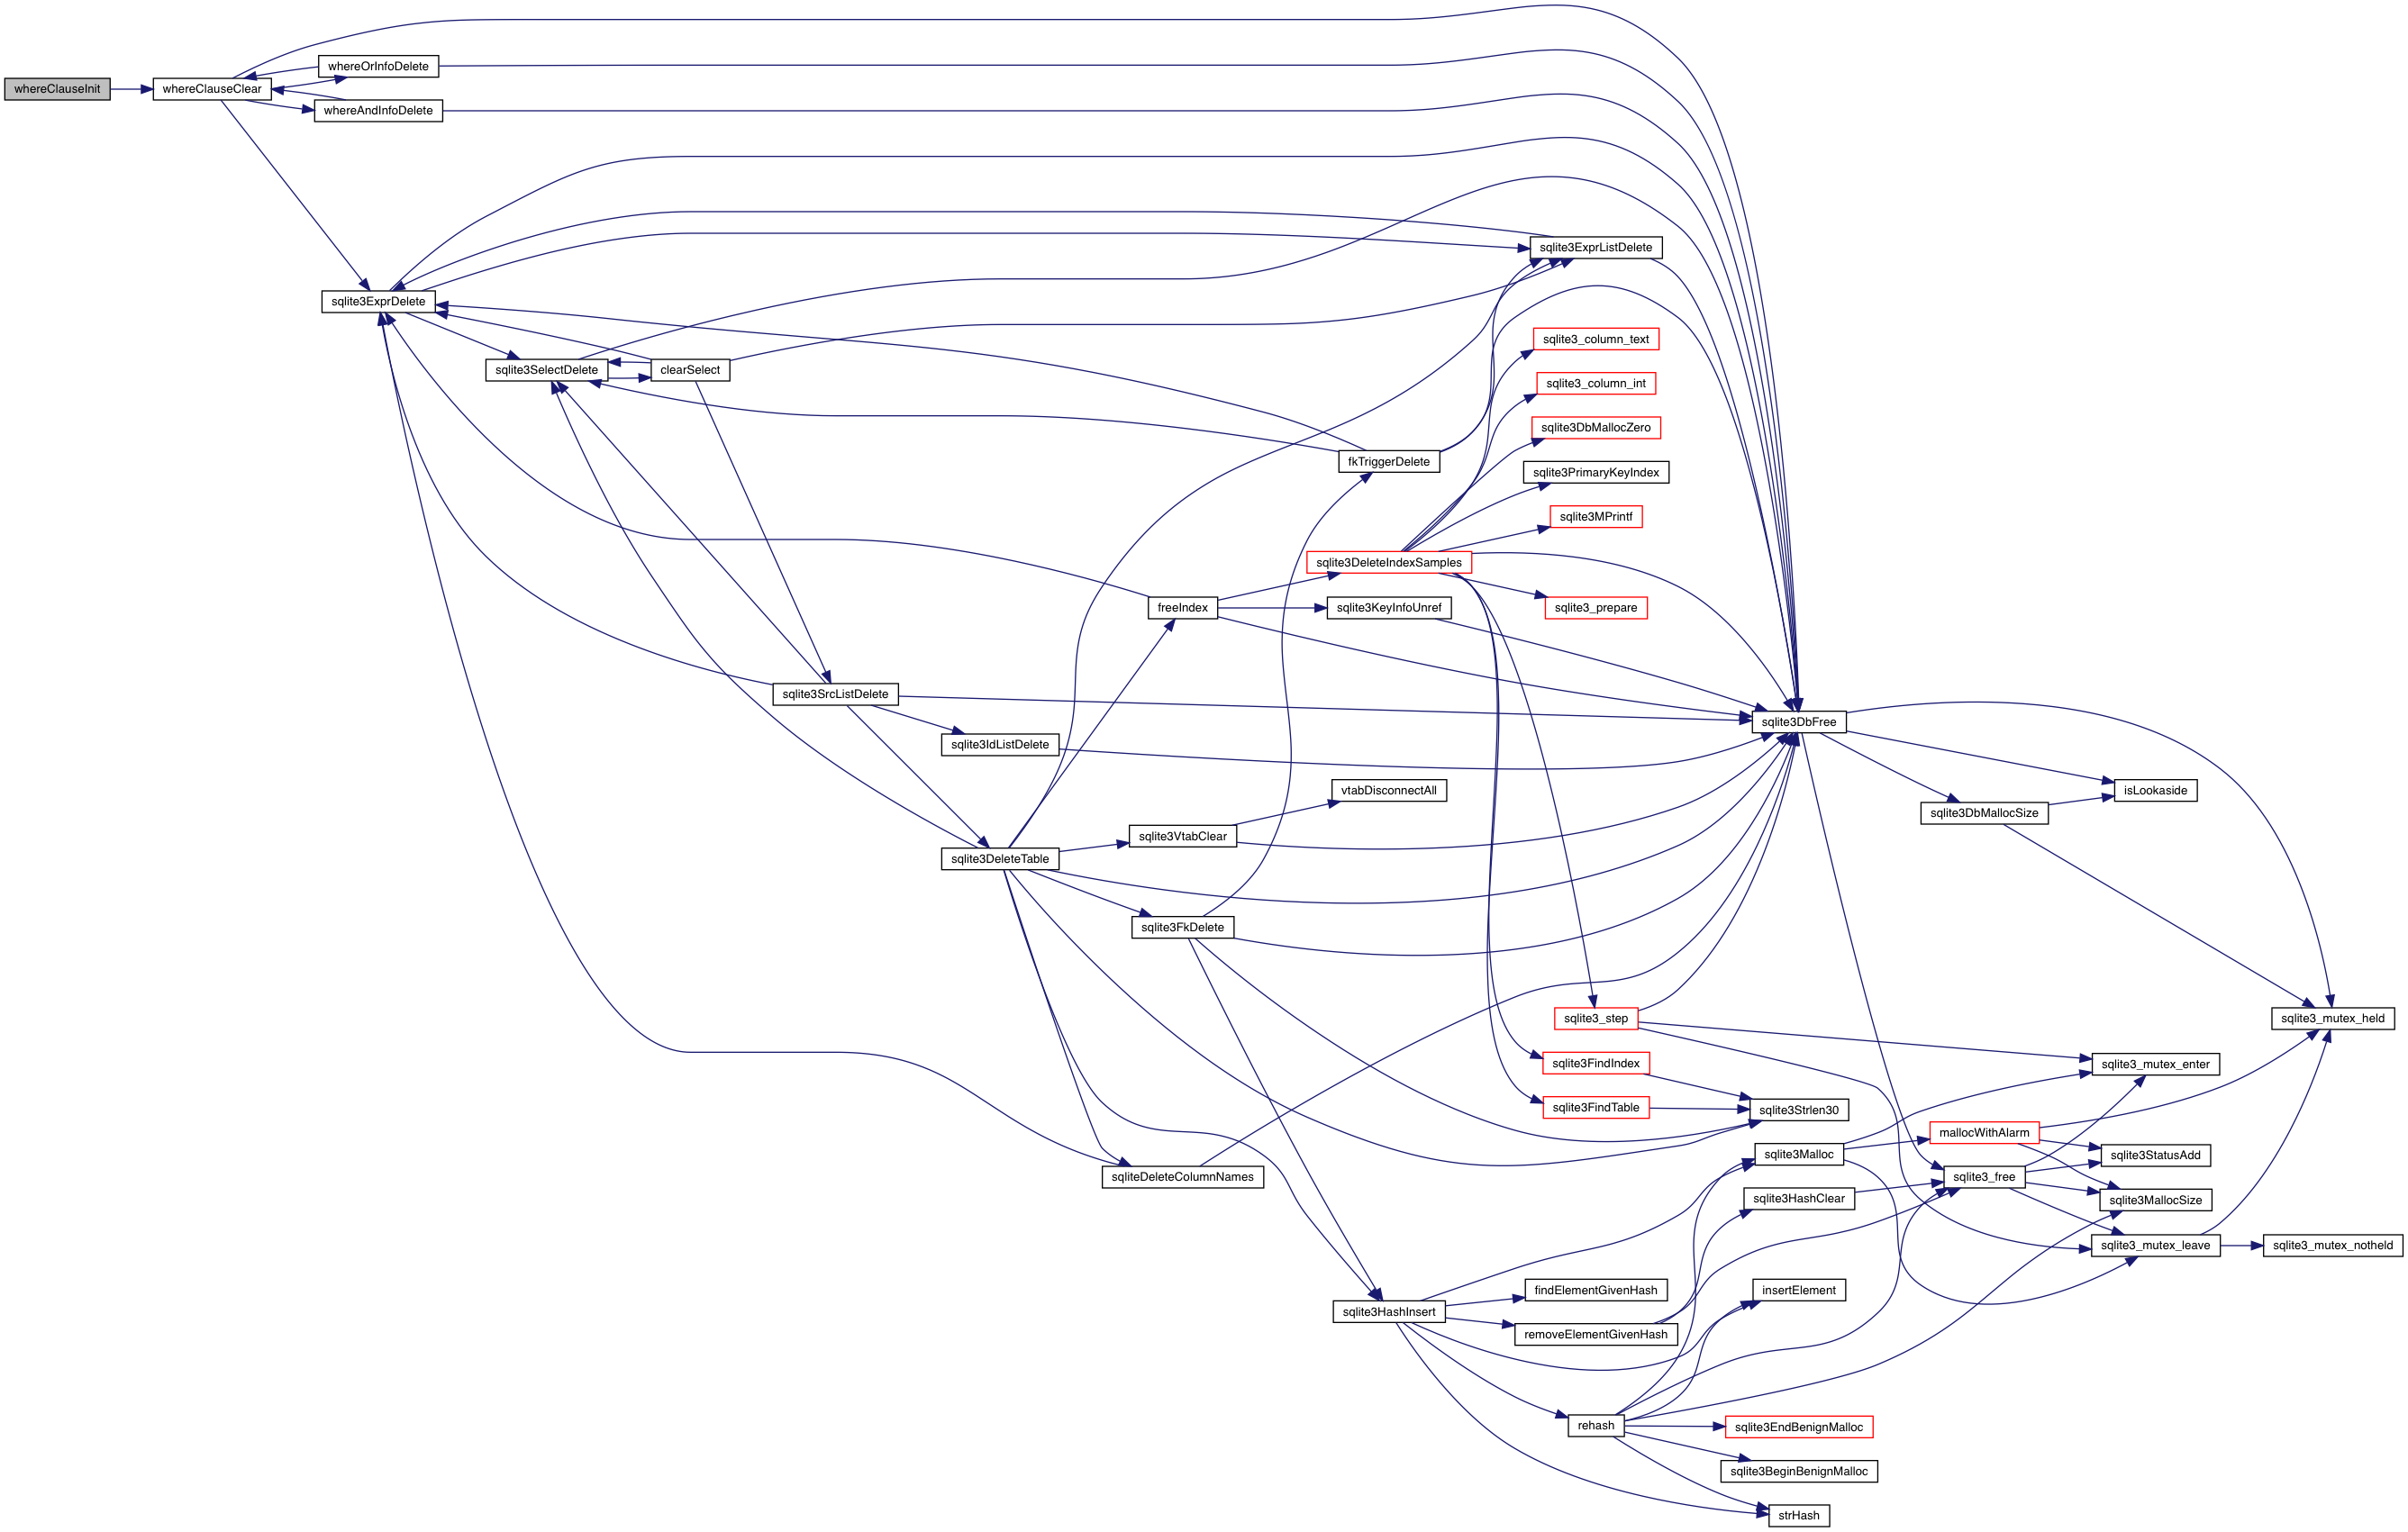 whereClauseInit
whereClauseClear
whereOrInfoDelete
whereAndInfoDelete
sqlite3ExprDelete
sqlite3SelectDelete
clearSelect
sqlite3SrcListDelete
sqlite3IdListDelete
sqlite3DeleteTable
sqliteDeleteColumnNames
sqlite3VtabClear
sqlite3FkDelete
freeIndex
fkTriggerDelete
sqlite3DeleteIndexSamples
sqlite3KeyInfoUnref
vtabDisconnectAll
sqlite3HashInsert
sqlite3ExprListDelete
sqlite3_column_text
sqlite3_column_int
sqlite3DbMallocZero
sqlite3PrimaryKeyIndex
sqlite3MPrintf
sqlite3_prepare
sqlite3_step
sqlite3FindIndex
sqlite3FindTable
findElementGivenHash
removeElementGivenHash
rehash
sqlite3DbFree
sqlite3Strlen30
sqlite3Malloc
sqlite3HashClear
insertElement
sqlite3EndBenignMalloc
sqlite3BeginBenignMalloc
strHash
sqlite3DbMallocSize
mallocWithAlarm
sqlite3_free
isLookaside
sqlite3_mutex_enter
sqlite3StatusAdd
sqlite3MallocSize
sqlite3_mutex_leave
sqlite3_mutex_held
sqlite3_mutex_notheld